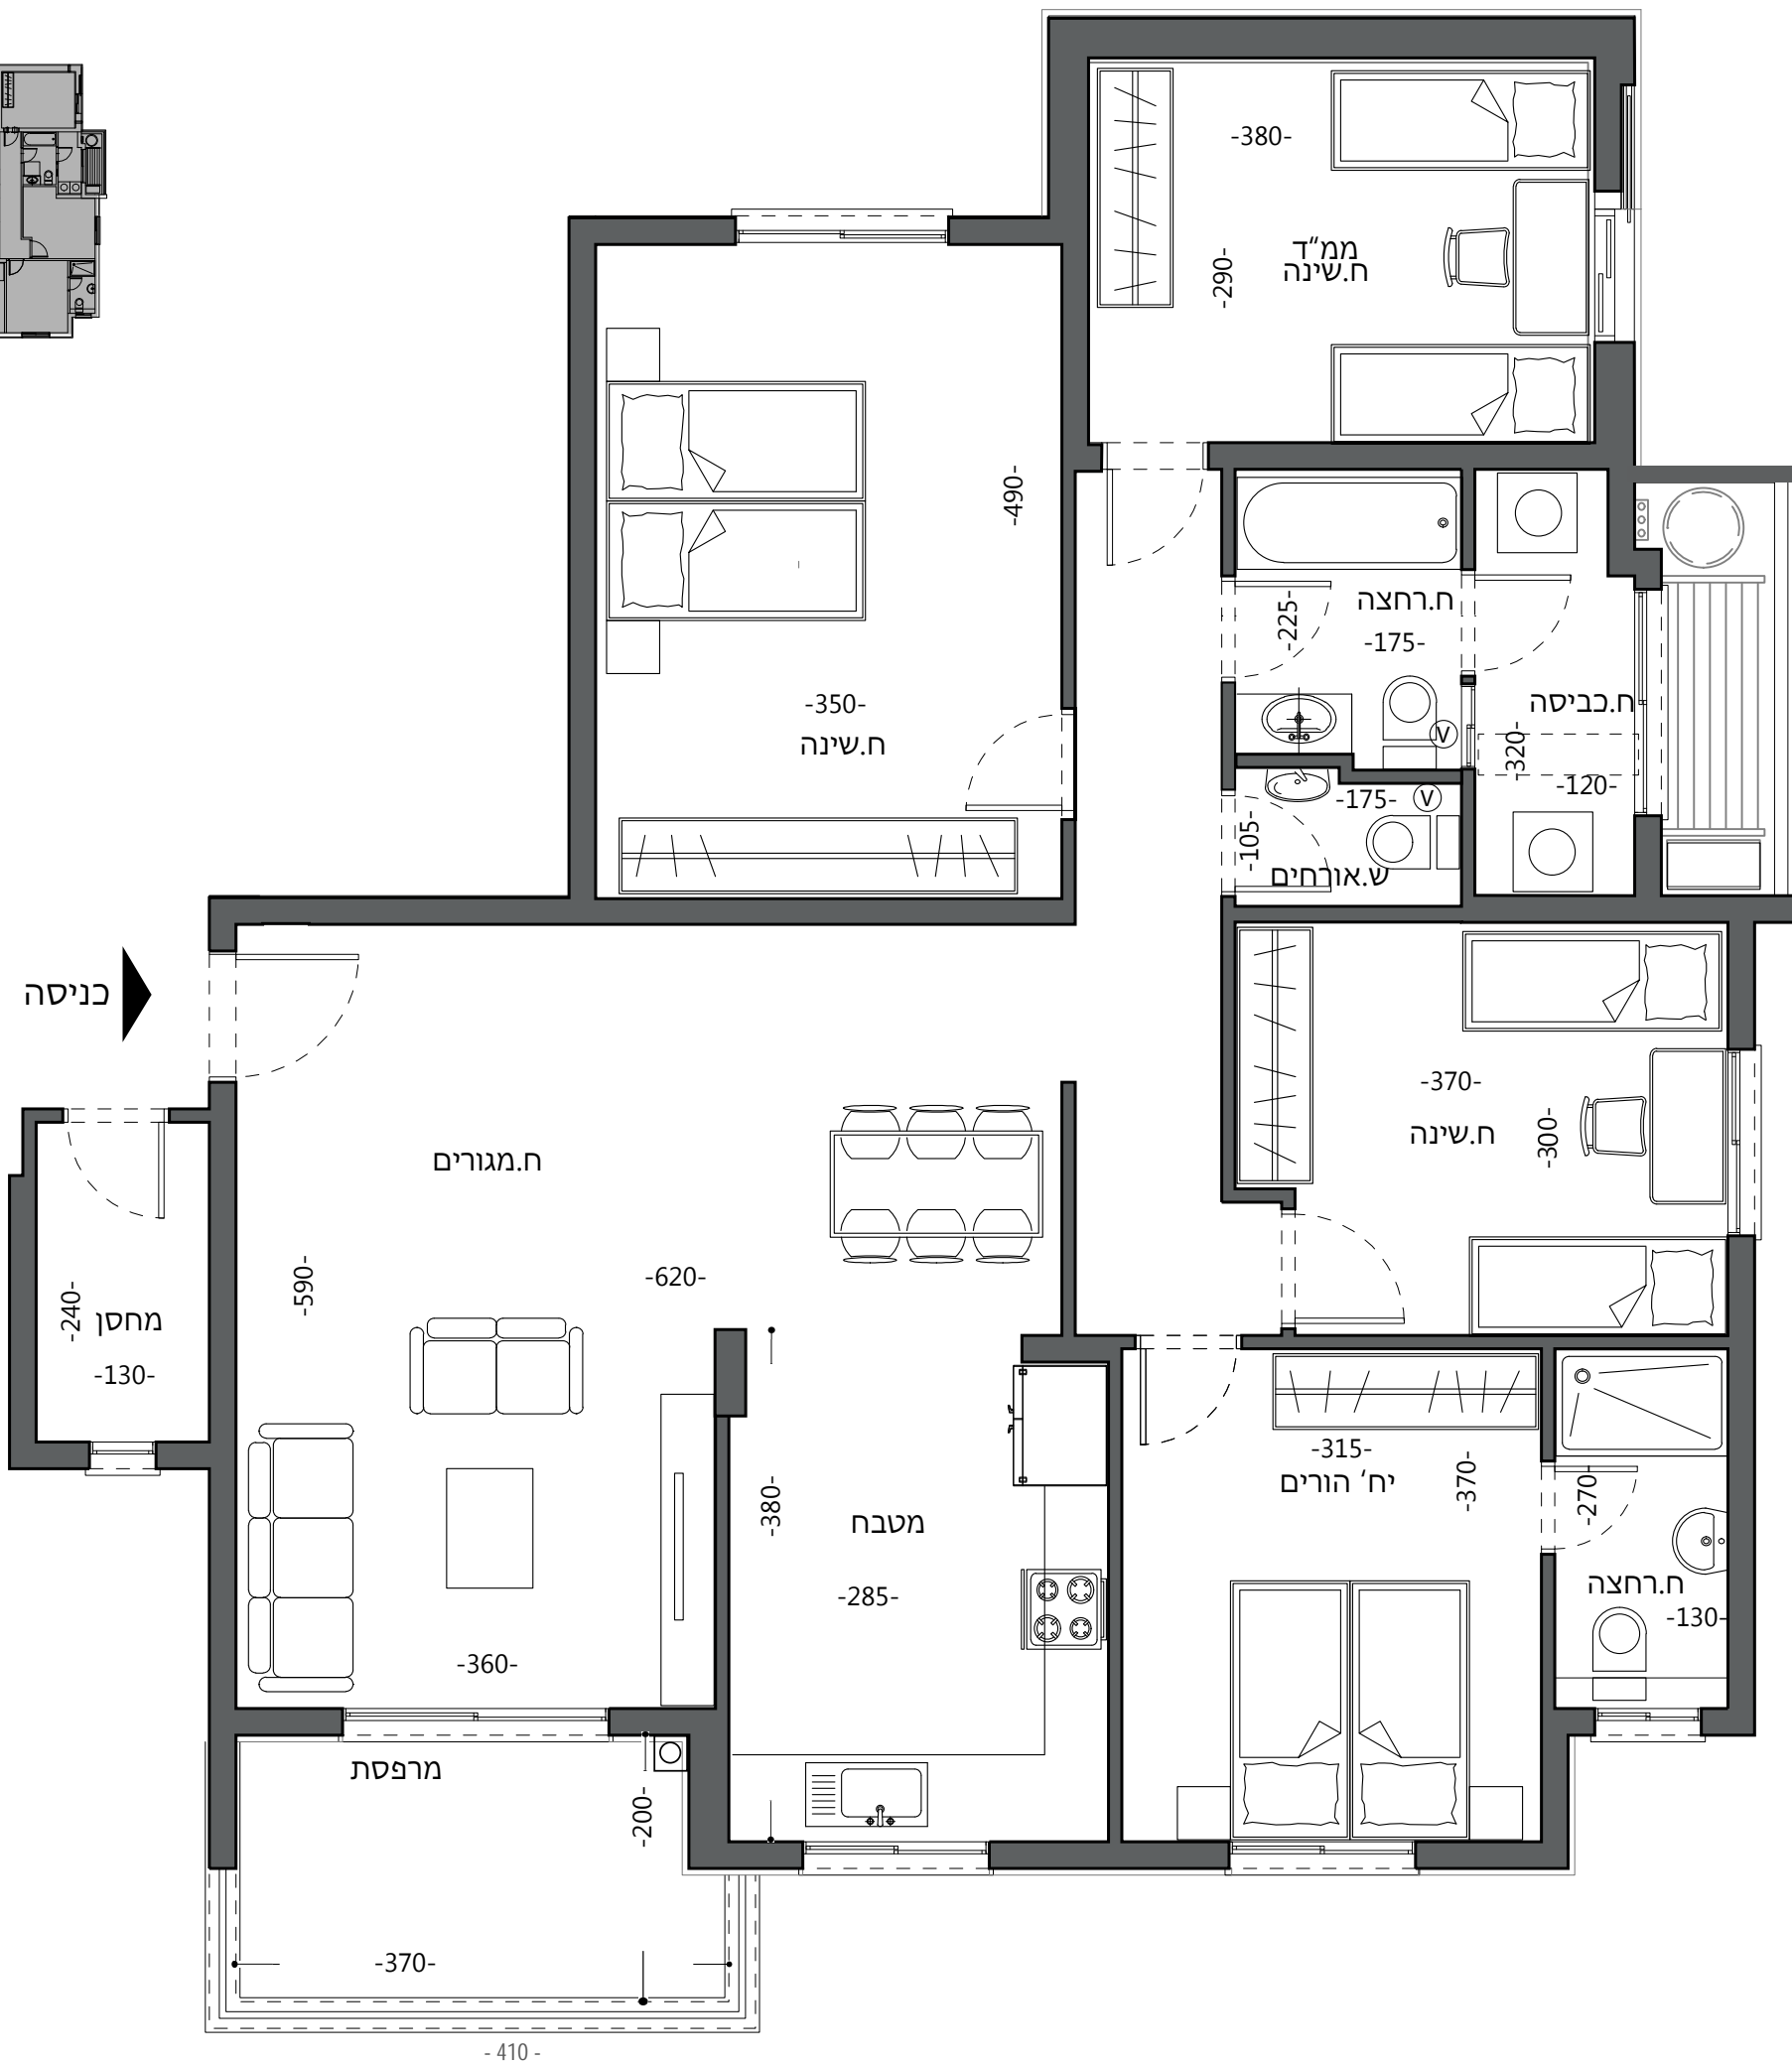 -380-
-290-
ממ"ד
ח.שינה
-490-
-350-
ח.שינה
-225-
ח.רחצה
-175-
ח.כביסה
-320-
-120-
V
-175-
V
-105-
ש.אורחים
כניסה
-370-
ח.שינה
-300-
ח.מגורים
-590-
-620-
-240-
מחסן
-130-
-380-
מטבח
-285-
-360-
-315-
יח' הורים
-370-
-270-
ח.רחצה
-130-
מרפסת
-200-
-370-
- 410 -